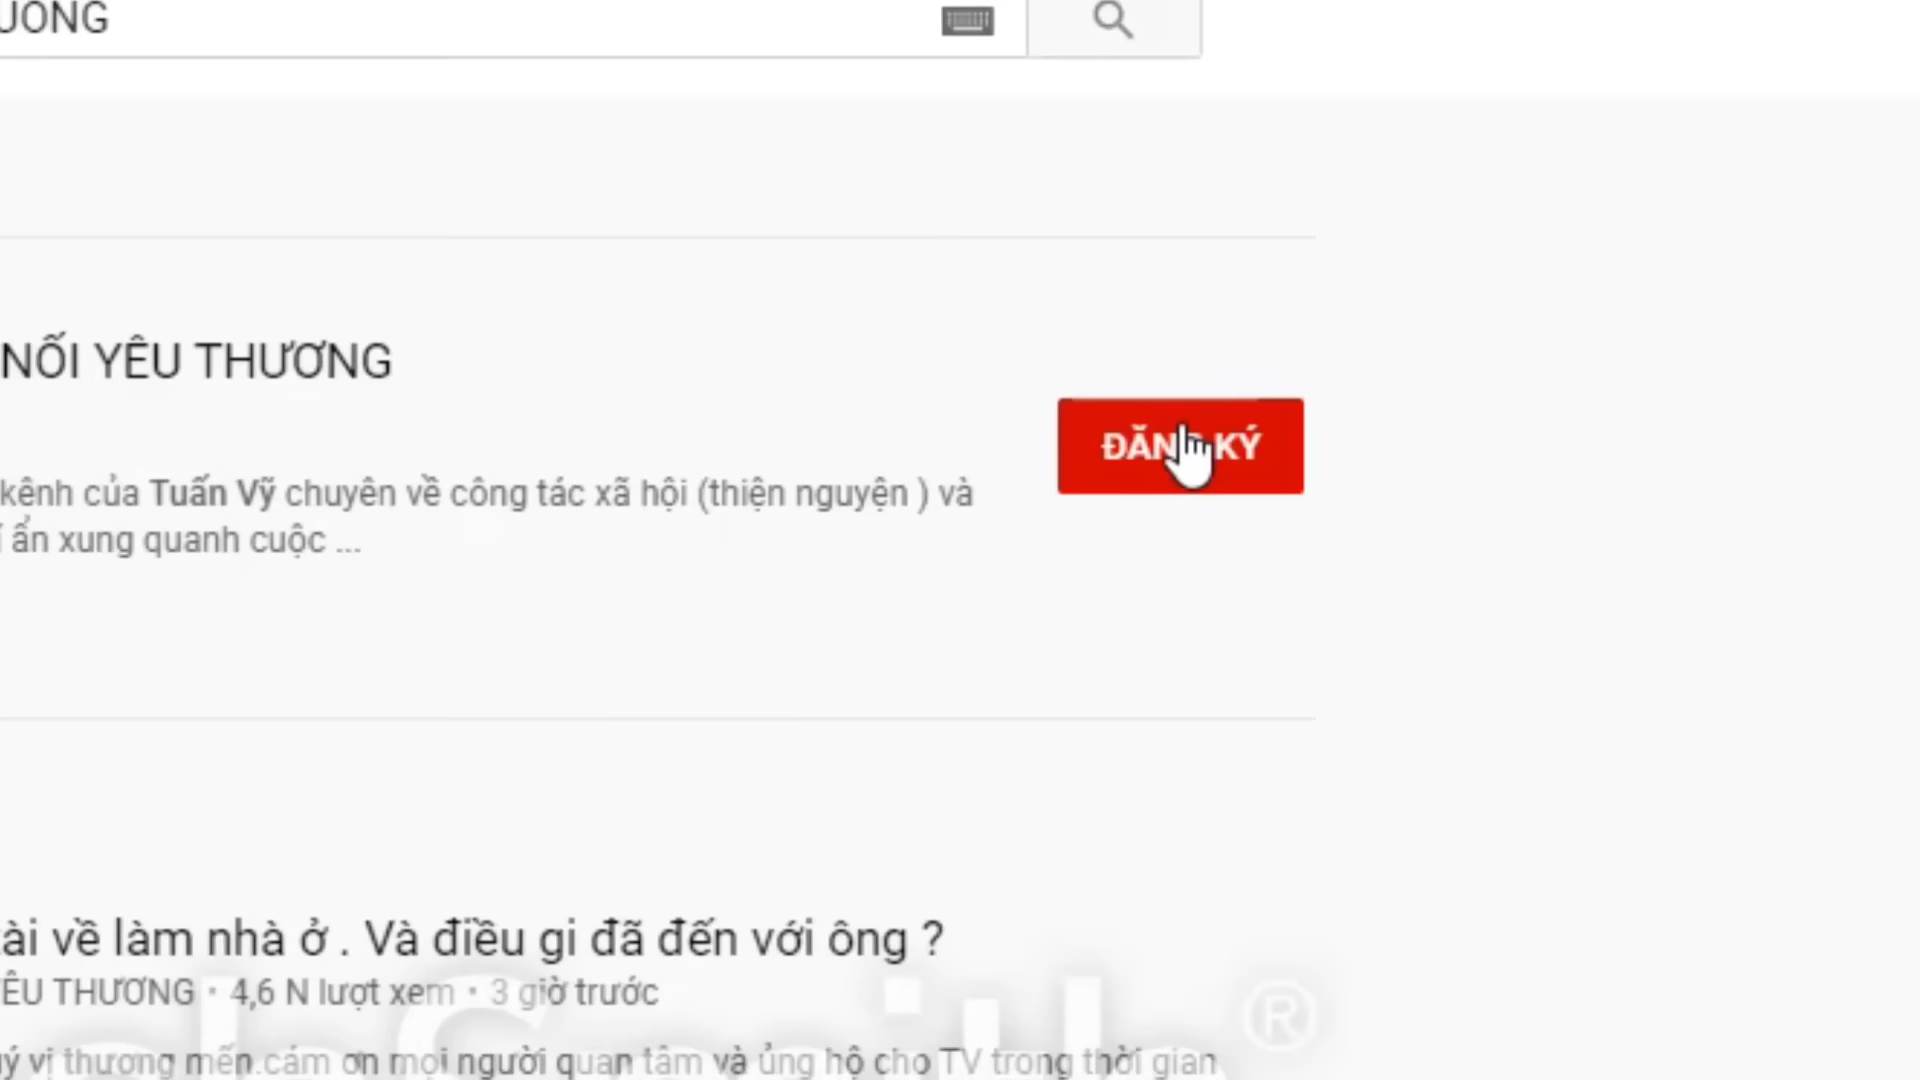 NỐI YÊU THƯƠNG
ĐĂNG KÝ
kênh của Tuấn Vỹ chuyên về công tác xã hội (thiện nguyện ) và
ẩn xung quanh cuộc ...
về làm nhà ở . Và điều gi đã đến với ông ?
THƯƠNG • 4,6 N lượt xem • 3 giờ trước
vị thương mến.cám ơn mọi người quan tâm và ủng hộ cho TV trong thời gian
®